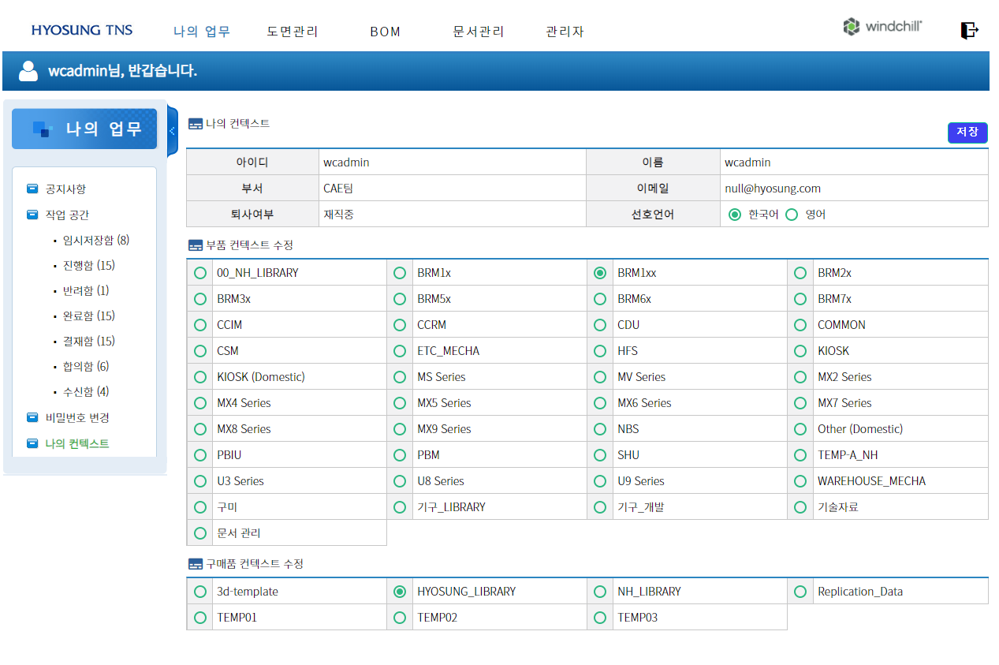 HYOSUNG TNS 나의 업무 도면관리 BOM 문서관리 관리자 windchill®
wcadmin님, 반갑습니다.
나의 업무
<
공지사항
작업 공간
임시저장함 (8)
진행함 (15)
반려함 (1)
완료함 (15)
결재함 (15)
합의함 (6)
수신함 (4)
비밀번호 변경
나의 컨텍스트
나의 컨텍스트
저장
아이디 wcadmin 이름 wcadmin
부서 CAE팀 이메일 null@hyosung.com
퇴사여부 재직중 선호언어 한국어 영어
부품 컨텍스트 수정
00_NH_LIBRARY BRM1x BRM1xx BRM2x
BRM3x BRM5x BRM6x BRM7x
CCIM CCRM CDU COMMON
CSM ETC_MECHA HFS KIOSK
KIOSK (Domestic) MS Series MV Series MX2 Series
MX4 Series MX5 Series MX6 Series MX7 Series
MX8 Series MX9 Series NBS Other (Domestic)
PBIU PBM SHU TEMP-A_NH
U3 Series U8 Series U9 Series WAREHOUSE_MECHA
구미 기구_LIBRARY 기구_개발 기술자료
문서 관리
구매품 컨텍스트 수정
3d-template HYOSUNG_LIBRARY NH_LIBRARY Replication_Data
TEMP01 TEMP02 TEMP03